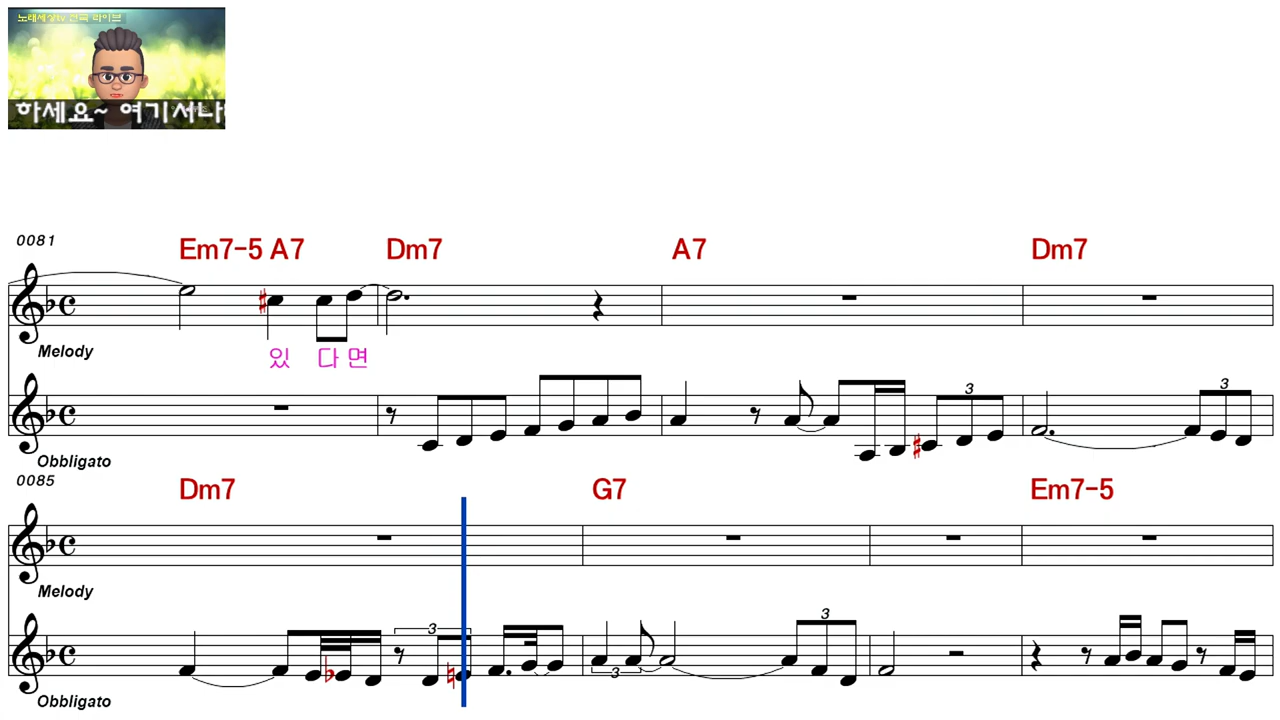 노래세상tv 전국 라이브
하세요~ 여기서나
0081
Em7-5 A7 Dm7 A7 Dm7
Melody
있 다 면
3 3
Obbligato
0085
Dm7 G7 Em7-5
Melody
3 3 3
Obbligato